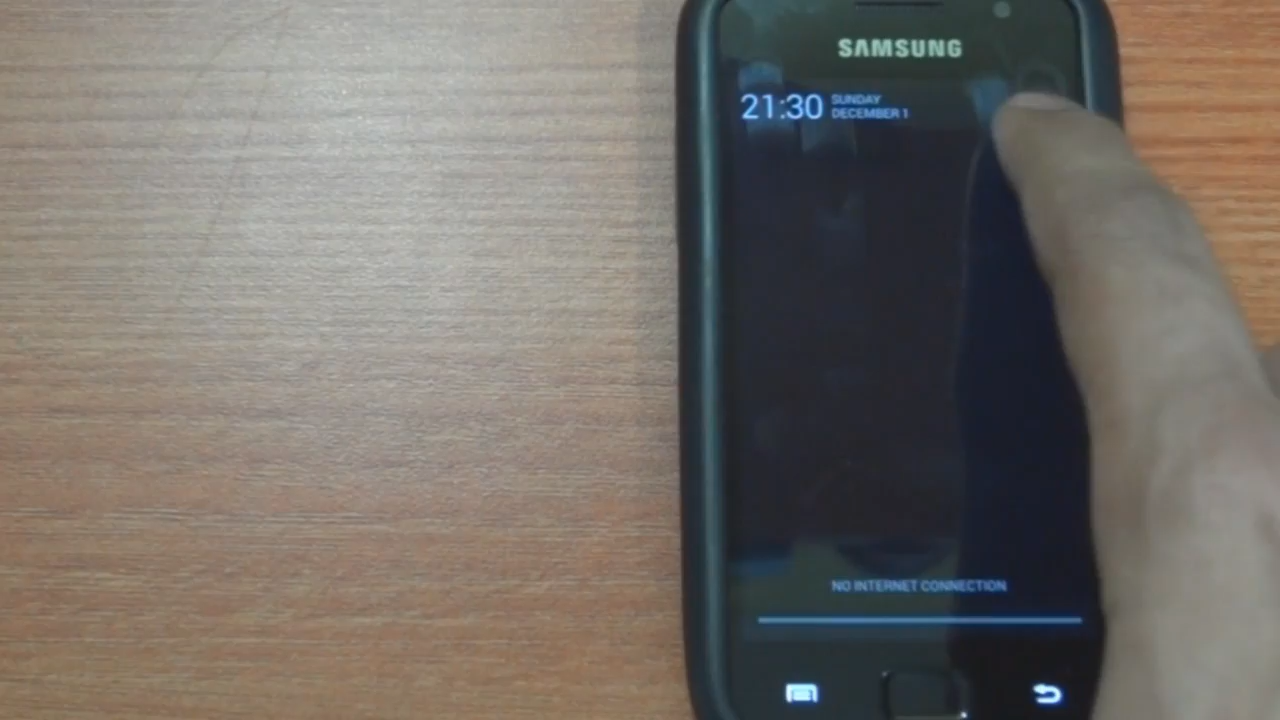 SAMSUNG
21:30 SUNDAY
DECEMBER 1
NO INTERNET CONNECTION